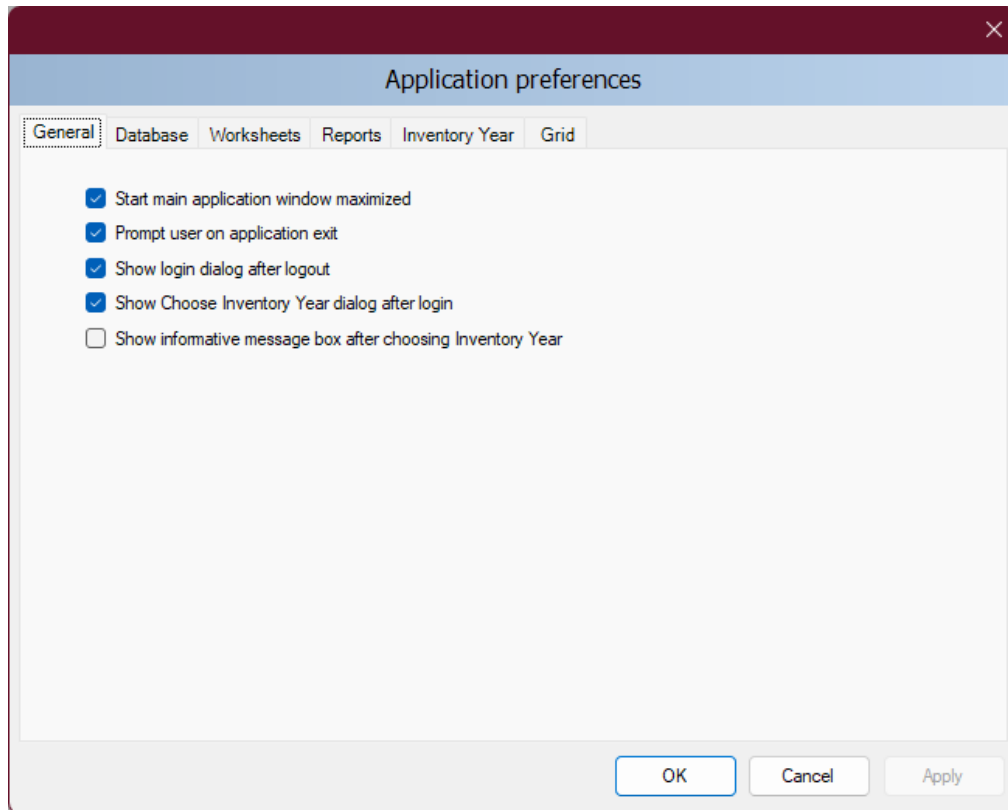 Application preferences
General Database Worksheets Reports Inventory Year Grid
Start main application window maximized
Prompt user on application exit
Show login dialog after logout
Show Choose Inventory Year dialog after login
Show informative message box after choosing Inventory Year
OK Cancel Apply